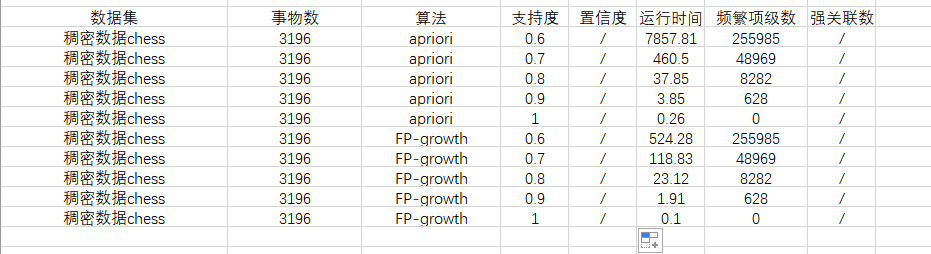 数据集 事物数 算法 支持度 置信度 运行时间 频繁项级数 强关联数
稠密数据chess 3196 apriori 0.6 / 7857.81 255985 /
稠密数据chess 3196 apriori 0.7 / 460.5 48969 /
稠密数据chess 3196 apriori 0.8 / 37.85 8282 /
稠密数据chess 3196 apriori 0.9 / 3.85 628 /
稠密数据chess 3196 apriori 1 / 0.26 0 /
稠密数据chess 3196 FP-growth 0.6 / 524.28 255985 /
稠密数据chess 3196 FP-growth 0.7 / 118.83 48969 /
稠密数据chess 3196 FP-growth 0.8 / 23.12 8282 /
稠密数据chess 3196 FP-growth 0.9 / 1.91 628 /
稠密数据chess 3196 FP-growth 1 / 0.1 0 /